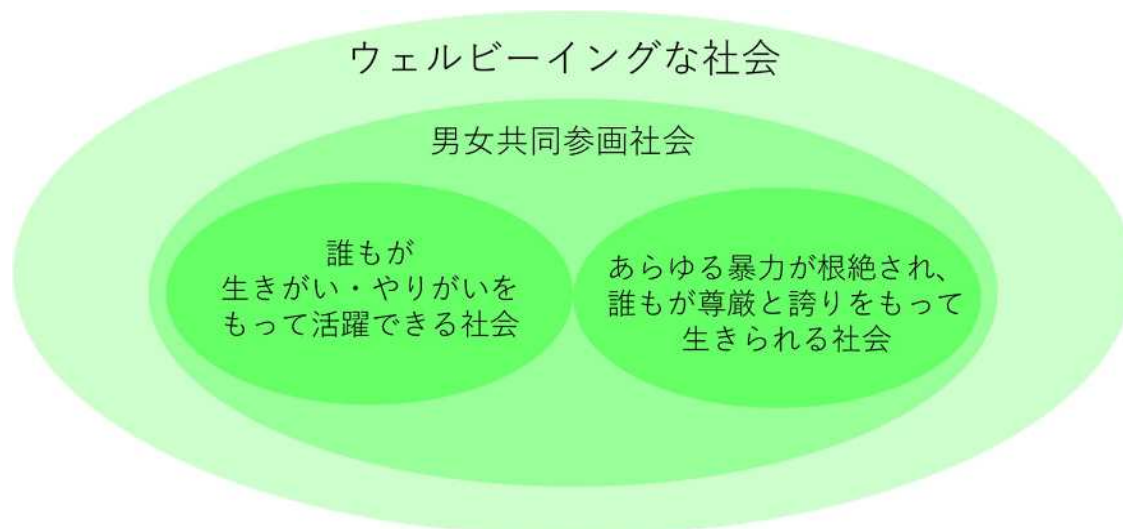 ウェルビーイングな社会
男女共同参画社会
誰もが
生きがい・やりがいを
もって活躍できる社会
あらゆる暴力が根絶され、
誰もが尊厳と誇りをもって
生きられる社会